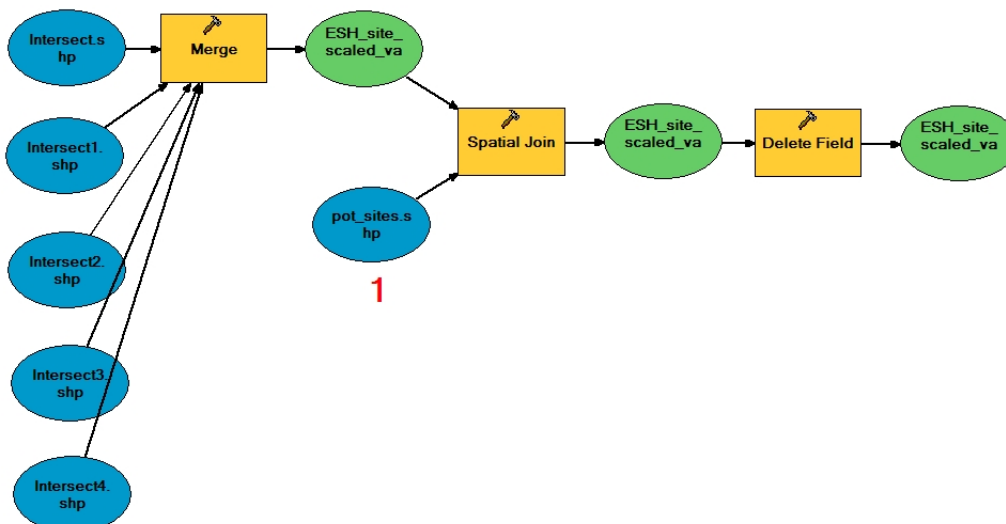 Intersect.s
hp
Merge
ESH_site_
scaled_va
Intersect1.
shp
Spatial Join
ESH_site_
scaled_va
Delete Field
ESH_site_
scaled_va
pot_sites.s
hp
1
Intersect2.
shp
Intersect3.
shp
Intersect4.
shp